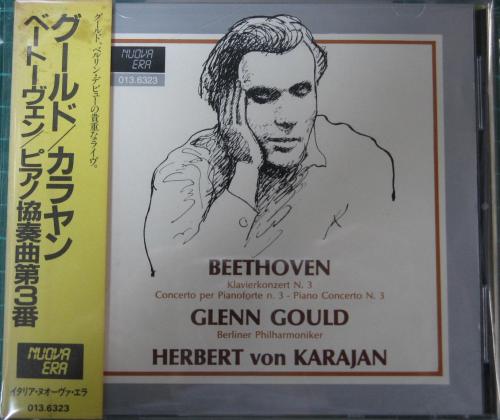 グールド、ベルリン・デビューの貴重なライヴ。
グールド/カラヤン
ベートーヴェン/ピアノ協奏曲第3番
NUOVA
ERA
イタリア・ヌオーヴァ・エラ
013.6323
NUOVA
ERA
013.6323
BEETHOVEN
Klavierkonzert N. 3
Concerto per Pianoforte n. 3 - Piano Concerto N. 3
GLENN GOULD
Berliner Philharmoniker
HERBERT von KARAJAN